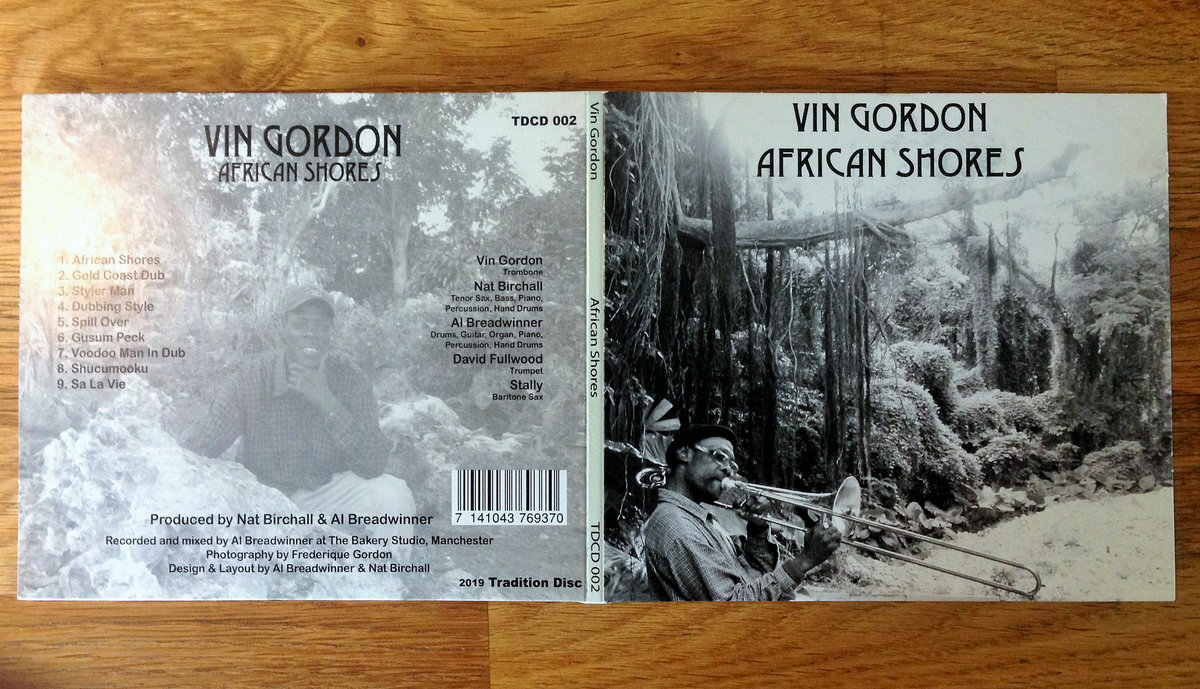 VIN GORDON
AFRICAN SHORES
TDCD 002
1. African Shores
2. Gold Coast Dub
3. Styler Man
4. Dubbing Style
5. Spill Over
6. Gusum Peck
7. Voodoo Man In Dub
8. Shucumooku
9. Sa La Vie
Vin Gordon
Trombone
Nat Birchall
Tenor Sax, Bass, Piano,
Percussion, Hand Drums
Al Breadwinner
Drums, Guitar, Organ, Piano,
Percussion, Hand Drums
David Fullwood
Trumpet
Stally
Baritone Sax
7 141043 769370
Produced by Nat Birchall & Al Breadwinner
Recorded and mixed by Al Breadwinner at The Bakery Studio, Manchester
Photography by Frederique Gordon
Design & Layout by Al Breadwinner & Nat Birchall
2019 Tradition Disc
Vin Gordon
African Shores
TDCD 002
VIN GORDON
AFRICAN SHORES